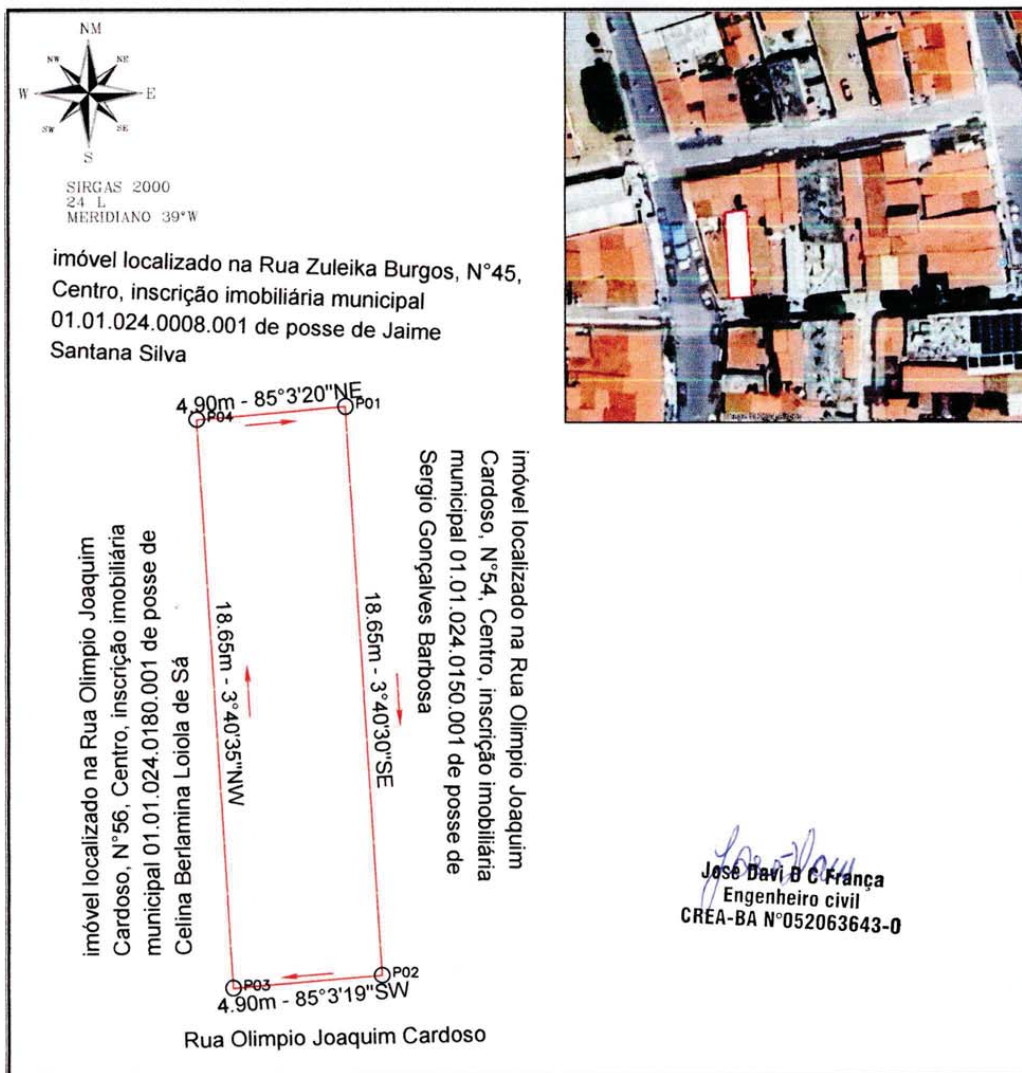 NM
NW NE
W E
SW SE
S
SIRGAS 2000
24 L
MERIDIANO 39°W
imóvel localizado na Rua Zuleika Burgos, N°45,
Centro, inscrição imobiliária municipal
01.01.024.0008.001 de posse de Jaime
Santana Silva
4.90m - 85°3'20"NE
P04
P01
imóvel localizado na Rua Olimpio Joaquim
Cardoso, N°54, Centro, inscrição imobiliária
municipal 01.01.024.0150.001 de posse de
Sergio Gonçalves Barbosa
18.65m - 3°40'30"SE
18.65m - 3°40'35"NW
imóvel localizado na Rua Olimpio Joaquim
Cardoso, N°56, Centro, inscrição imobiliária
municipal 01.01.024.0180.001 de posse de
Celina Berlamina Loiola de Sá
P03
P02
4.90m - 85°3'19"SW
Rua Olimpio Joaquim Cardoso
José Davi B C França
Engenheiro civil
CREA-BA N°052063643-0